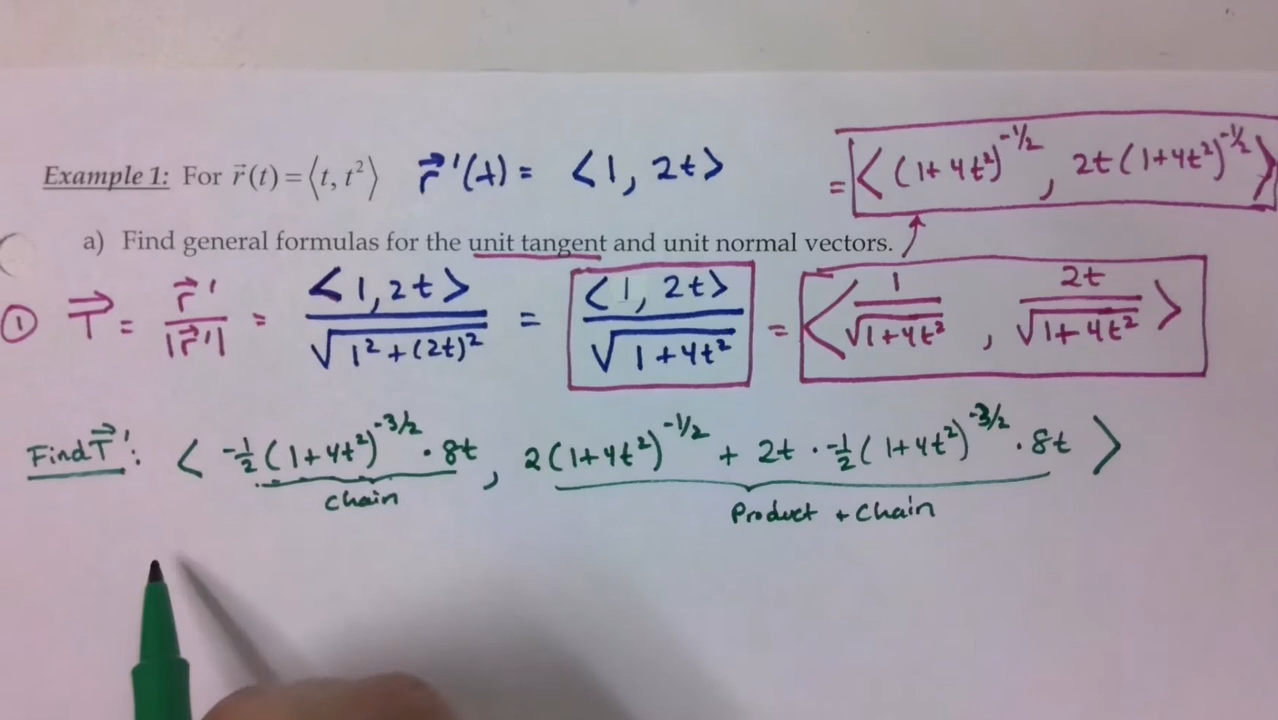 Example 1: For r⃗(t) = ⟨t, t²⟩ r⃗'(t) = <1, 2t>
= <(1+4t²)^-1/2, 2t(1+4t²)^-1/2>
a) Find general formulas for the unit tangent and unit normal vectors.
① T⃗ = r⃗'/|r⃗'| = <1, 2t>/√(1²+(2t)²) = <1, 2t>/√(1+4t²) = <1/√(1+4t²), 2t/√(1+4t²)>
Find T⃗': <-1/2(1+4t²)^-3/2 · 8t, 2(1+4t²)^-1/2 + 2t · -1/2(1+4t²)^-3/2 · 8t>
chain Product + Chain